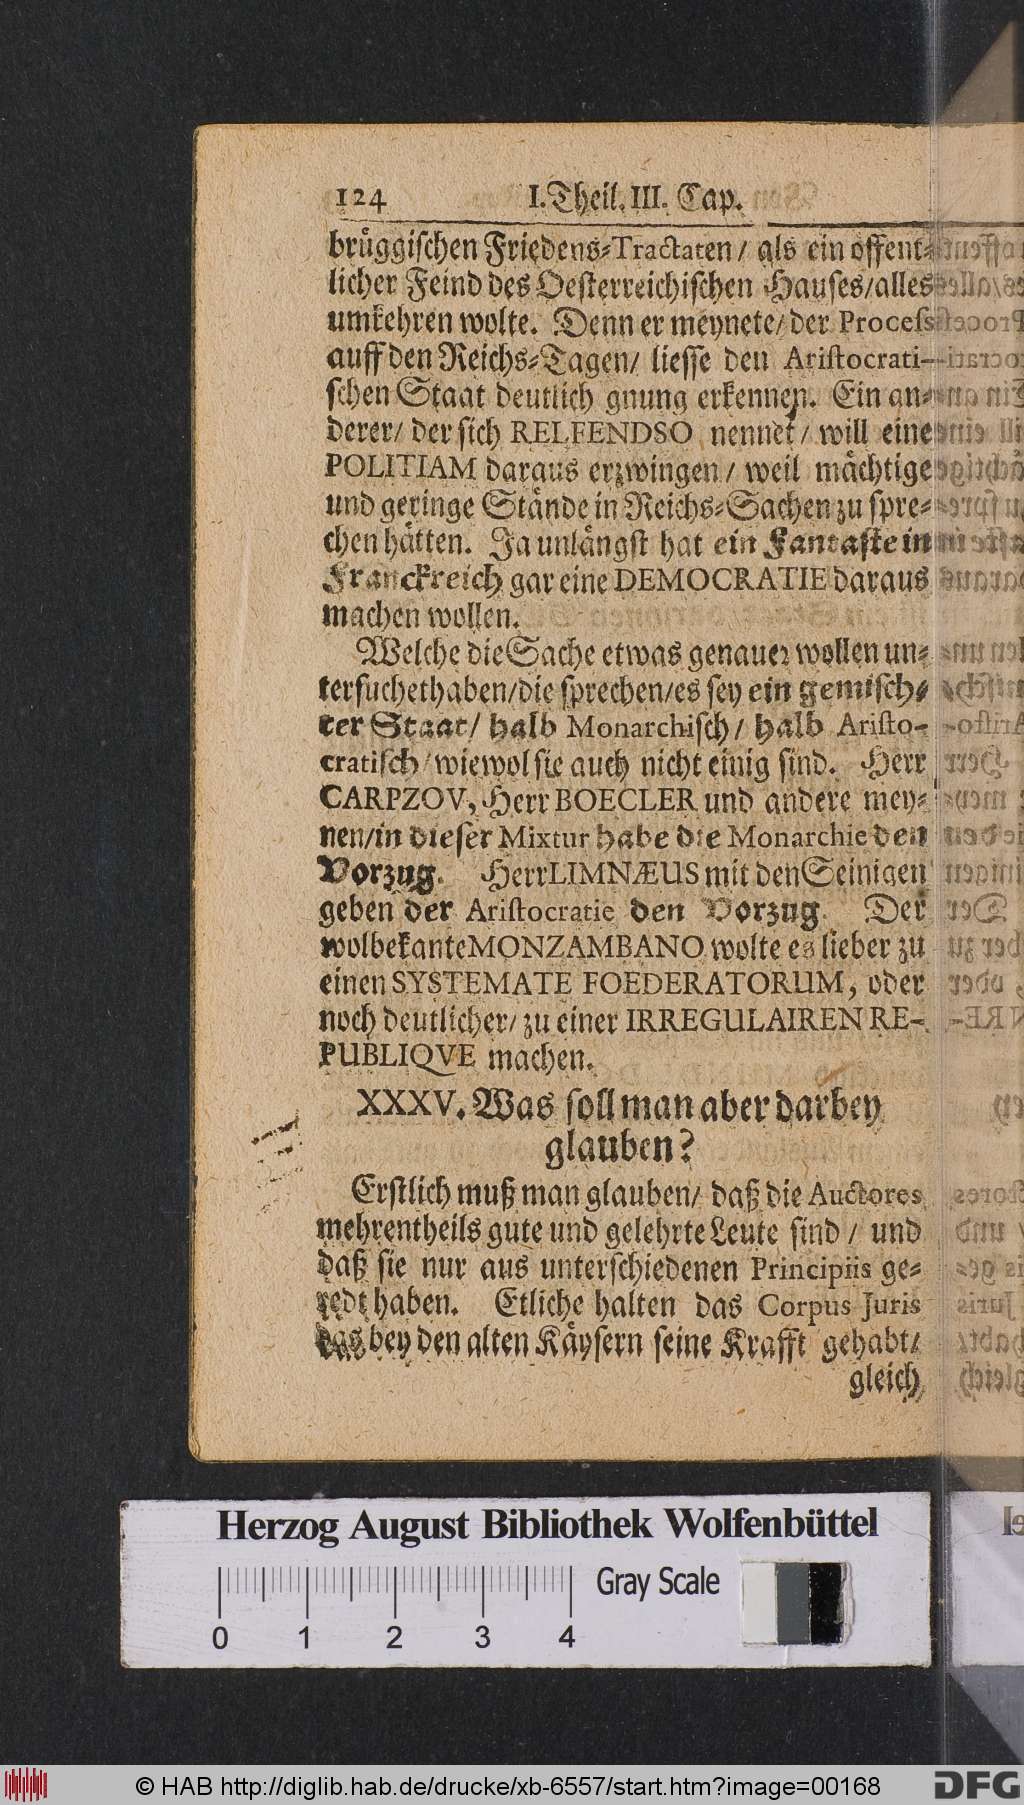 124 I. Theil. III. Cap.
brüggischen Friedens-Tractaten / als ein offent-
licher Feind des Oesterreichischen Hauses/alles
umkehren wolte. Denn er meynete/ der Process
auff den Reichs-Tagen/ liesse den Aristocrati-
schen Staat deutlich gnung erkennen. Ein an-
derer/ der sich RELFENDSO nennet / will eine
POLITIAM daraus erzwingen / weil mächtige
und geringe Stände in Reichs-Sachen zu spre-
chen hätten. Ja unlängst hat ein Fantaste in
Franckreich gar eine DEMOCRATIE daraus
machen wollen.
Welche die Sache etwas genauer wollen un-
tersuchet haben/die sprechen/es sey ein gemisch-
ter Staat/ halb Monarchisch / halb Aristo-
cratisch/wiewol sie auch nicht einig sind. Herr
CARPZOV, Herr BOECLER und andere mey-
nen/in dieser Mixtur habe die Monarchie den
Vorzug. Herr LIMNÆUS mit den Seinigen
geben der Aristocratie den Vorzug. Der
wolbekante MONZAMBANO wolte es lieber zu
einen SYSTEMATE FOEDERATORUM, oder
noch deutlicher/ zu einer IRREGULAIREN RE-
PUBLIQVE machen.
XXXV. Was soll man aber darbey
glauben?
Erstlich muß man glauben/ daß die Auctores
mehrentheils gute und gelehrte Leute sind / und
daß sie nur aus unterschiedenen Principiis ge-
redt haben. Etliche halten das Corpus Juris
das bey den alten Käysern seine Krafft gehabt/
gleich
Herzog August Bibliothek Wolfenbüttel
Gray Scale
0 1 2 3 4
© HAB http://diglib.hab.de/drucke/xb-6557/start.htm?image=00168
DFG